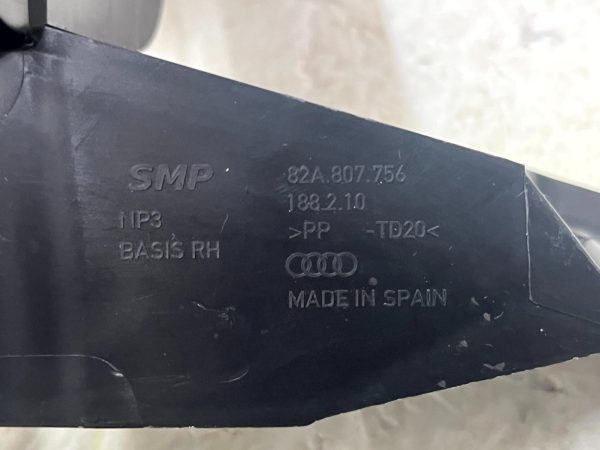 SMP
NP3
BASIS RH
82A.807.756
188.2.10
>PP -TD20<
MADE IN SPAIN